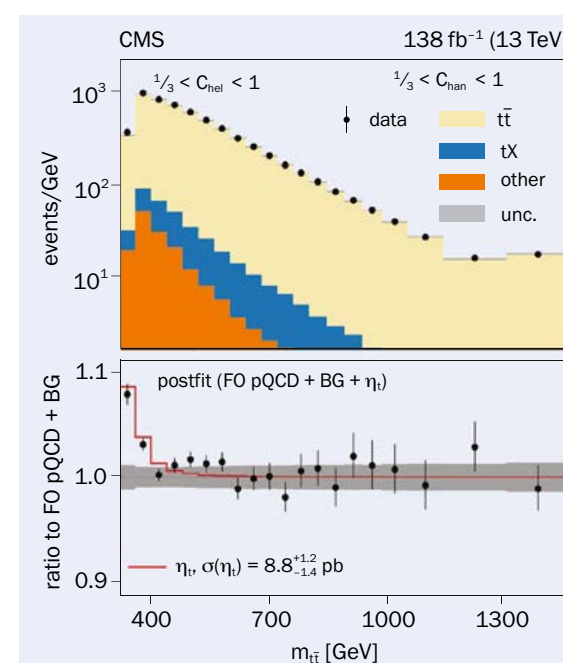 CMS 138 fb⁻¹ (13 TeV)
¹/₃ < C_hel < 1 ¹/₃ < C_han < 1
data
tt̄
tX
other
unc.
events/GeV
10³
10²
10¹
postfit (FO pQCD + BG + η_t)
ratio to FO pQCD + BG
1.1
1.0
0.9
η_t, σ(η_t) = 8.8 +1.2 −1.4 pb
400 700 1000 1300
m_tt̄ [GeV]